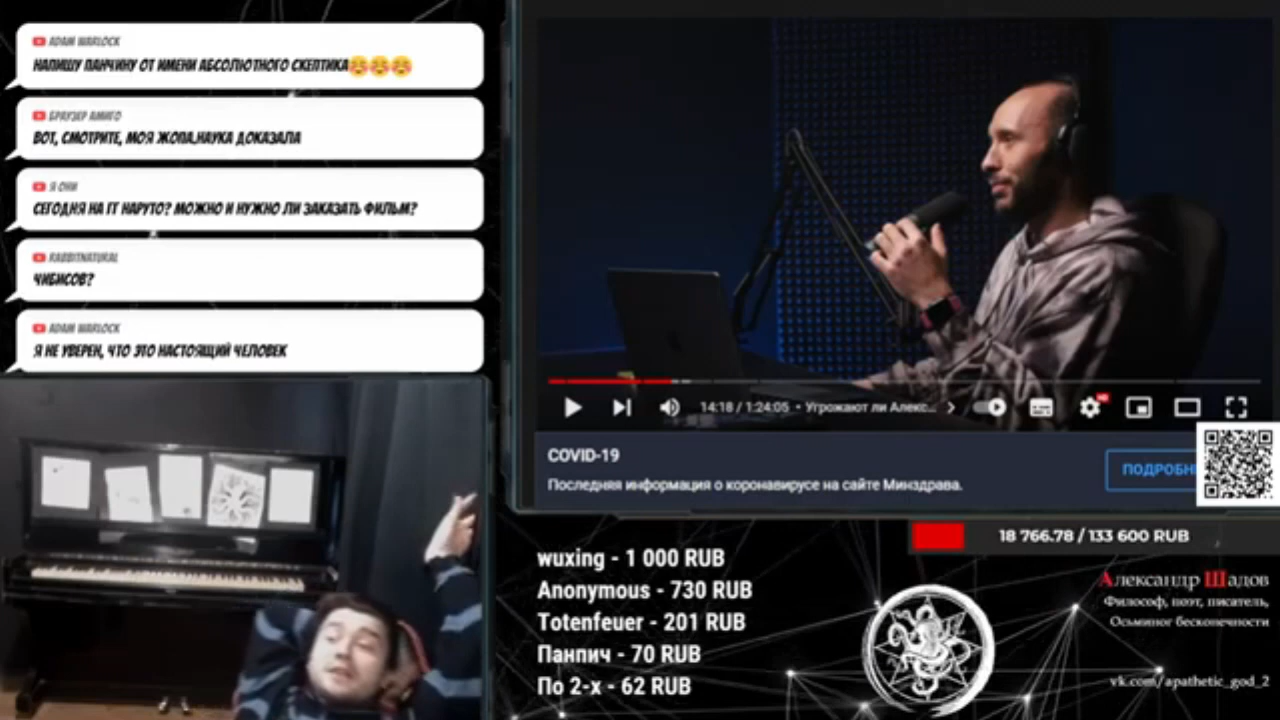 ADAM WARLOCK
НАПИШУ ПАНЧИНУ ОТ ИМЕНИ АБСОЛЮТНОГО СКЕПТИКА
БРАУЗЕР АМИГО
ВОТ, СМОТРИТЕ, МОЯ ЖОПА.НАУКА ДОКАЗАЛА
Я ОНИ
СЕГОДНЯ НА ГГ НАРУТО? МОЖНО И НУЖНО ЛИ ЗАКАЗАТЬ ФИЛЬМ?
RABBITNATURAL
ЧИБИСОВ?
ADAM WARLOCK
Я НЕ УВЕРЕН, ЧТО ЭТО НАСТОЯЩИЙ ЧЕЛОВЕК
14:18 / 1:24:05 • Угрожают ли Алекс...
COVID-19
Последняя информация о коронавирусе на сайте Минздрава.
ПОДРОБН
18 766.78 / 133 600 RUB
wuxing - 1 000 RUB
Anonymous - 730 RUB
Totenfeuer - 201 RUB
Панпич - 70 RUB
По 2-х - 62 RUB
Александр Шадов
Философ, поэт, писатель,
Осьминог бесконечности
vk.com/apathetic_god_2